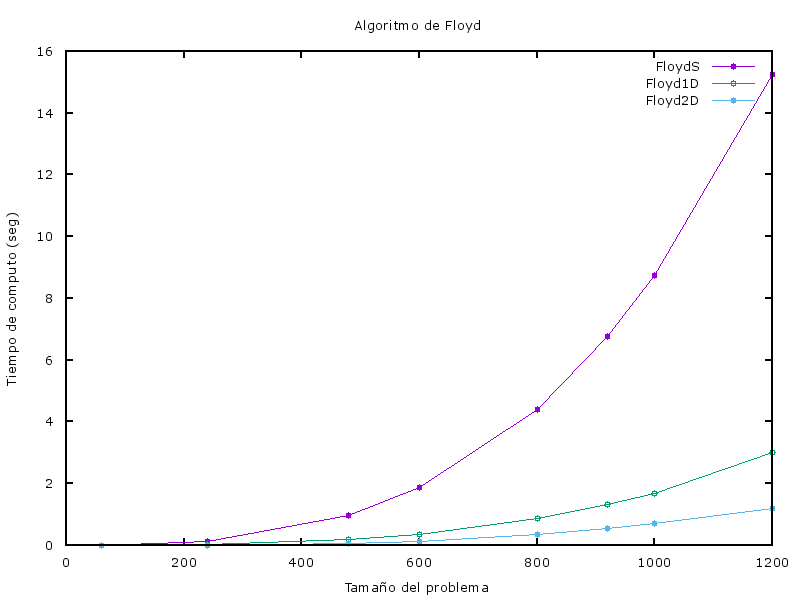 Algoritmo de Floyd
FloydS
Floyd1D
Floyd2D
16
14
12
10
8
6
4
2
0
Tiempo de computo (seg)
0 200 400 600 800 1000 1200
Tamaño del problema